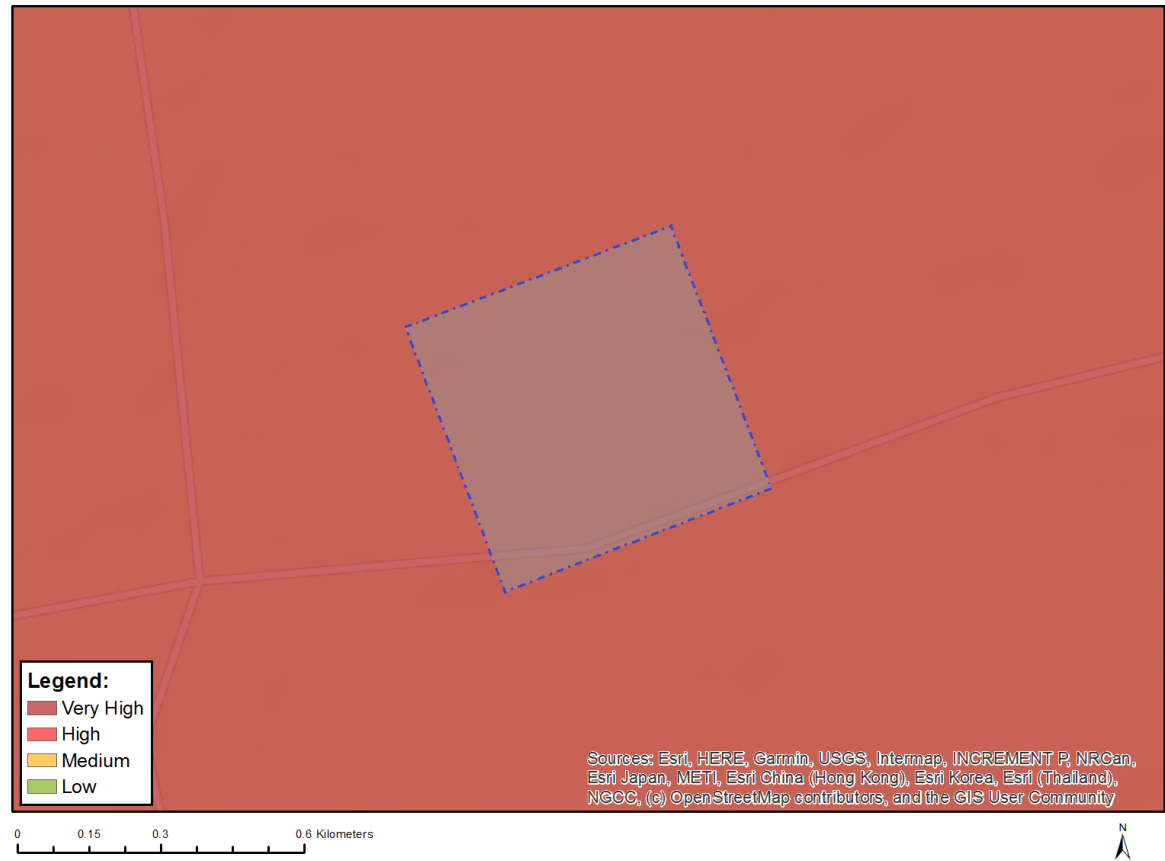 Legend:
Very High
High
Medium
Low
Sources: Esri, HERE, Garmin, USGS, Intermap, INCREMENT P, NRCan,
Esri Japan, METI, Esri China (Hong Kong), Esri Korea, Esri (Thailand),
NGCC, (c) OpenStreetMap contributors, and the GIS User Community
0 0.15 0.3 0.6 Kilometers
N